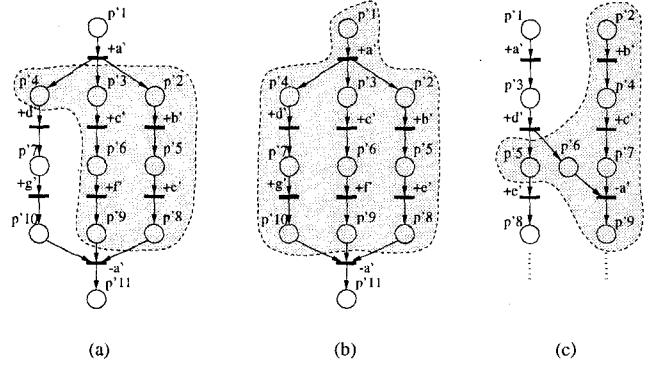 p'1 p'1 p'1 p'2
+a' +a' +a' +b'
p'4 p'3 p'2 p'4 p'3 p'2 p'3 p'4
+d' +c' +b' +d' +c' +b' +d' +c'
p'7 p'6 p'5 p'7 p'6 p'5 p'5 p'6 p'7
+g' +f' +e' +g' +f' +e' +e' -a'
p'10 p'9 p'8 p'10 p'9 p'8 p'8 p'9
-a' -a'
p'11 p'11
(a) (b) (c)